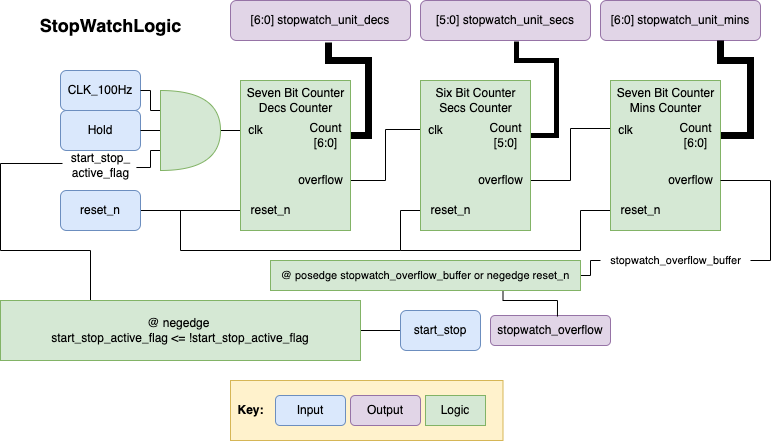 StopWatchLogic
[6:0] stopwatch_unit_decs
[5:0] stopwatch_unit_secs
[6:0] stopwatch_unit_mins
CLK_100Hz
Hold
start_stop_
active_flag
reset_n
Seven Bit Counter
Decs Counter
clk
Count
[6:0]
overflow
reset_n
Six Bit Counter
Secs Counter
clk
Count
[5:0]
overflow
reset_n
Seven Bit Counter
Mins Counter
clk
Count
[6:0]
overflow
reset_n
stopwatch_overflow_buffer
@ posedge stopwatch_overflow_buffer or negedge reset_n
@ negedge
start_stop_active_flag <= !start_stop_active_flag
start_stop
stopwatch_overflow
Key:
Input
Output
Logic